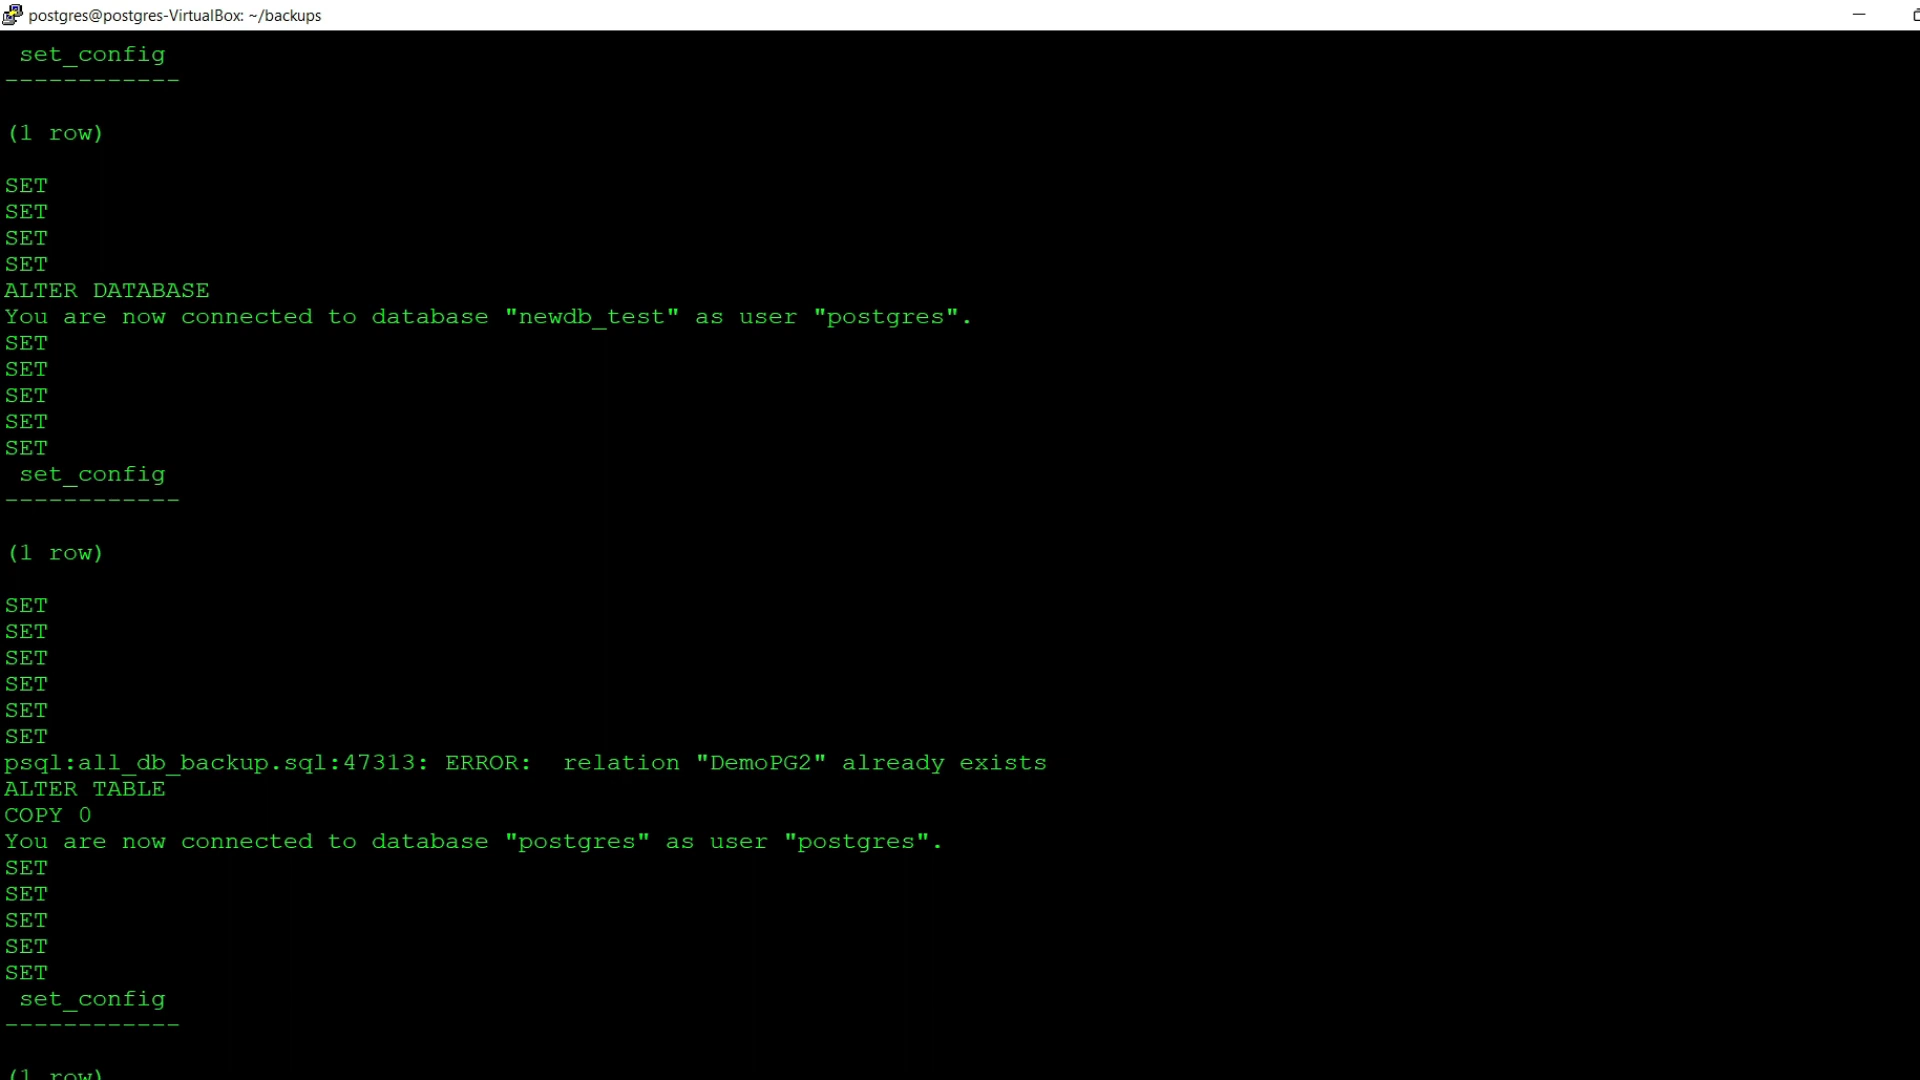 postgres@postgres-VirtualBox: ~/backups
set_config
------------
(1 row)
SET
SET
SET
SET
ALTER DATABASE
You are now connected to database "newdb_test" as user "postgres".
SET
SET
SET
SET
SET
set_config
------------
(1 row)
SET
SET
SET
SET
SET
SET
psql:all_db_backup.sql:47313: ERROR:  relation "DemoPG2" already exists
ALTER TABLE
COPY 0
You are now connected to database "postgres" as user "postgres".
SET
SET
SET
SET
SET
set_config
------------
(1 row)